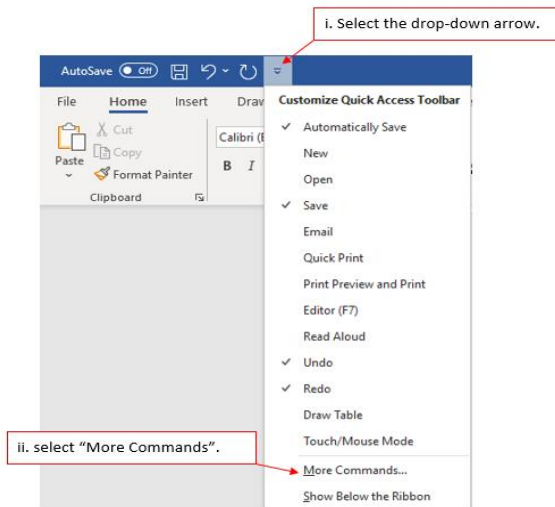 i. Select the drop-down arrow.
AutoSave Off
File Home Insert Draw
Customize Quick Access Toolbar
Paste
Cut
Copy
Format Painter
Clipboard
Calibri (
B I
Automatically Save
New
Open
Save
Email
Quick Print
Print Preview and Print
Editor (F7)
Read Aloud
Undo
Redo
Draw Table
Touch/Mouse Mode
ii. select “More Commands”.
More Commands...
Show Below the Ribbon